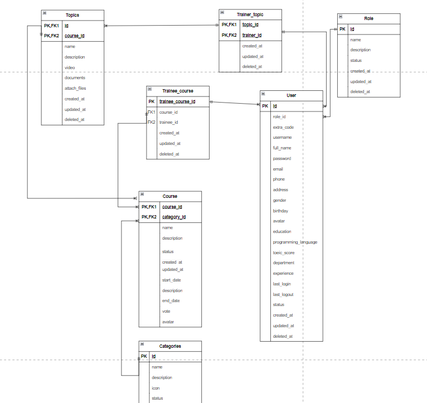 Topics
PK,FK1 id
PK,FK2 course_id
name
description
video
documents
attach_files
created_at
updated_at
deleted_at
Trainer_topic
PK,FK1 topic_id
PK,FK2 trainer_id
created_at
updated_at
deleted_at
Role
PK id
name
description
status
created_at
updated_at
deleted_at
Trainee_course
PK trainee_course_id
FK1 course_id
FK2 trainee_id
created_at
updated_at
deleted_at
User
PK id
role_id
extra_code
username
full_name
password
email
phone
address
gender
birthday
avatar
education
programming_language
toeic_score
department
experience
last_login
last_logout
status
created_at
updated_at
deleted_at
Course
PK,FK1 course_id
PK,FK2 category_id
name
description
status
created_at
updated_at
start_date
description
end_date
vote
avatar
Categories
PK id
name
description
icon
status